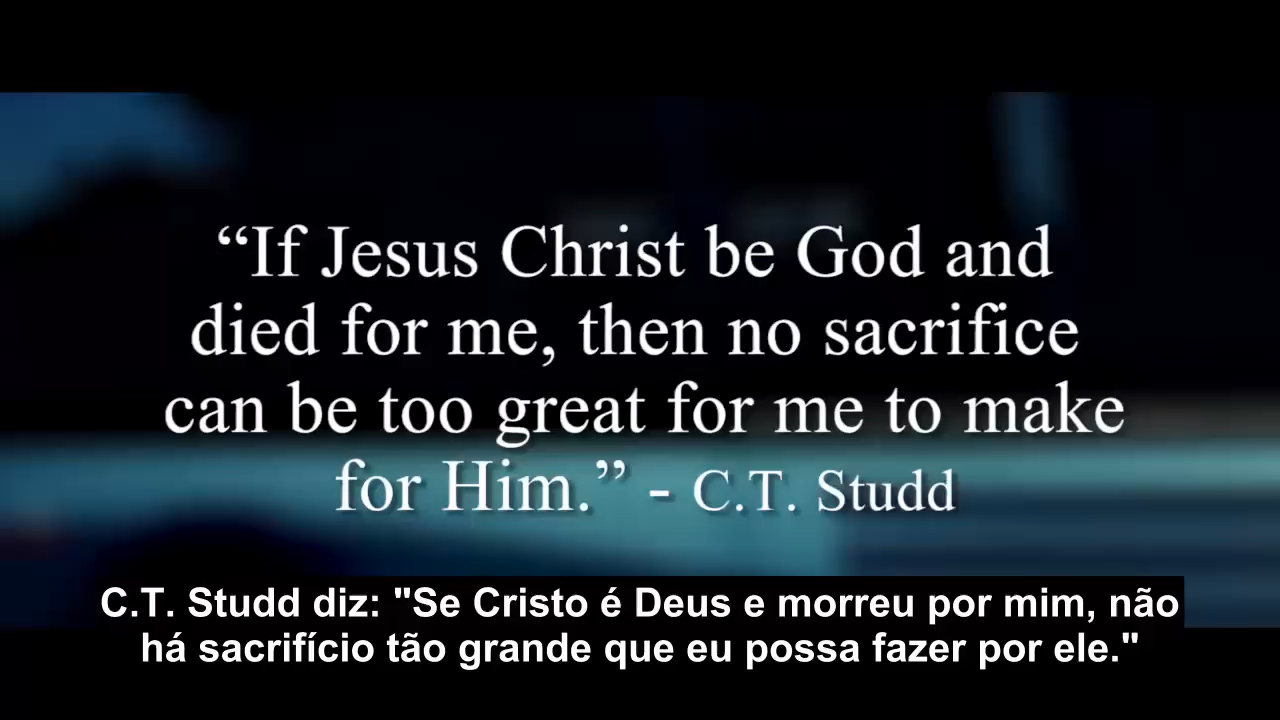 “If Jesus Christ be God and
died for me, then no sacrifice
can be too great for me to make
for Him.” - C.T. Studd
C.T. Studd diz: "Se Cristo é Deus e morreu por mim, não
há sacrifício tão grande que eu possa fazer por ele."